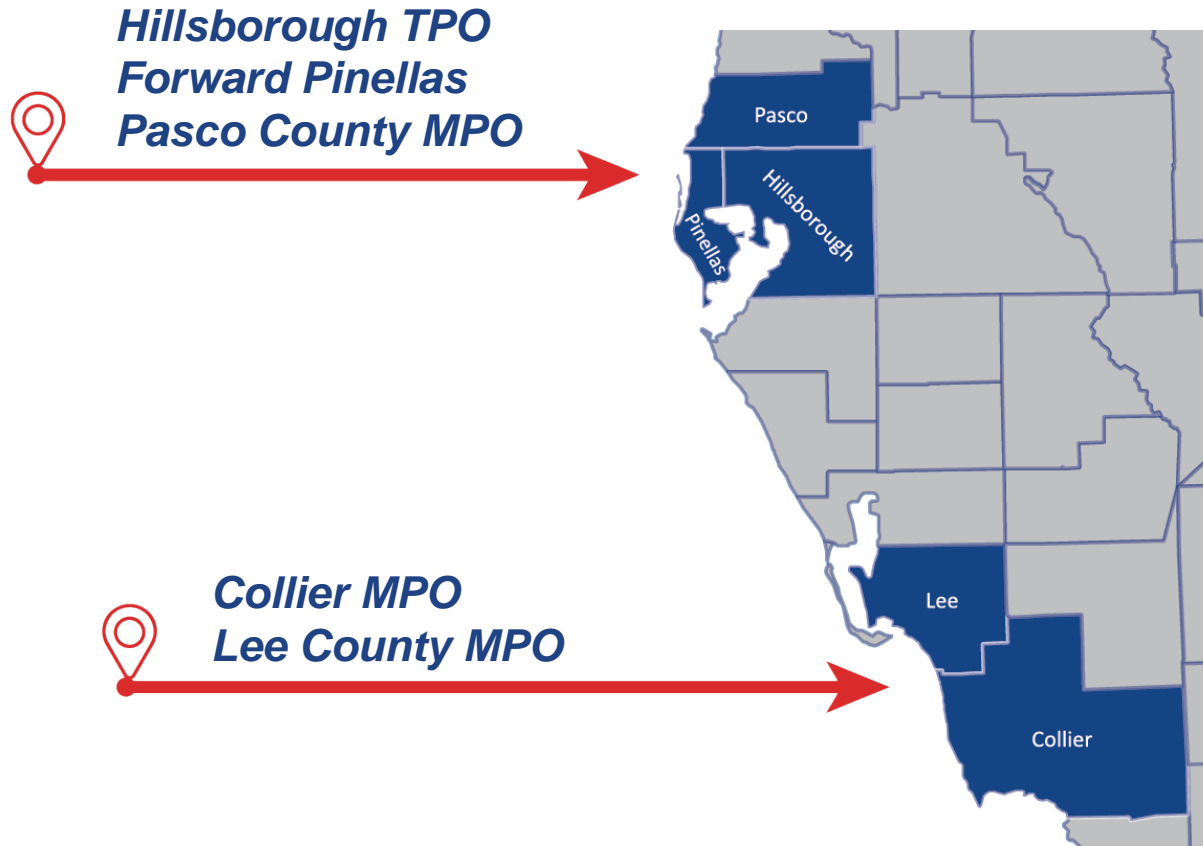 Hillsborough TPO
Forward Pinellas
Pasco County MPO
Pasco
Hillsborough
Pinellas
Collier MPO
Lee County MPO
Lee
Collier